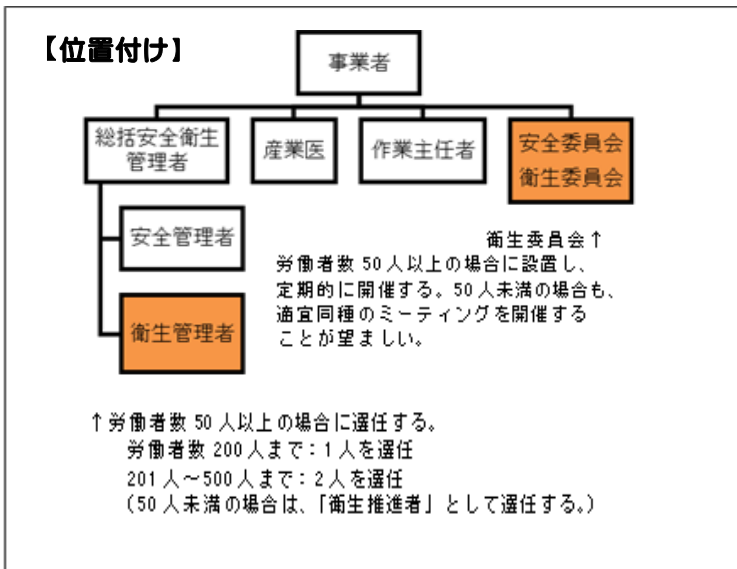 【位置付け】
事業者
総括安全衛生
管理者
産業医
作業主任者
安全委員会
衛生委員会
安全管理者
衛生管理者
衛生委員会↑
労働者数50人以上の場合に設置し、
定期的に開催する。50人未満の場合も、
適宜同種のミーティングを開催する
ことが望ましい。
↑労働者数50人以上の場合に選任する。
労働者数200人まで：1人を選任
201人～500人まで：2人を選任
(50人未満の場合は、「衛生推進者」として選任する。)